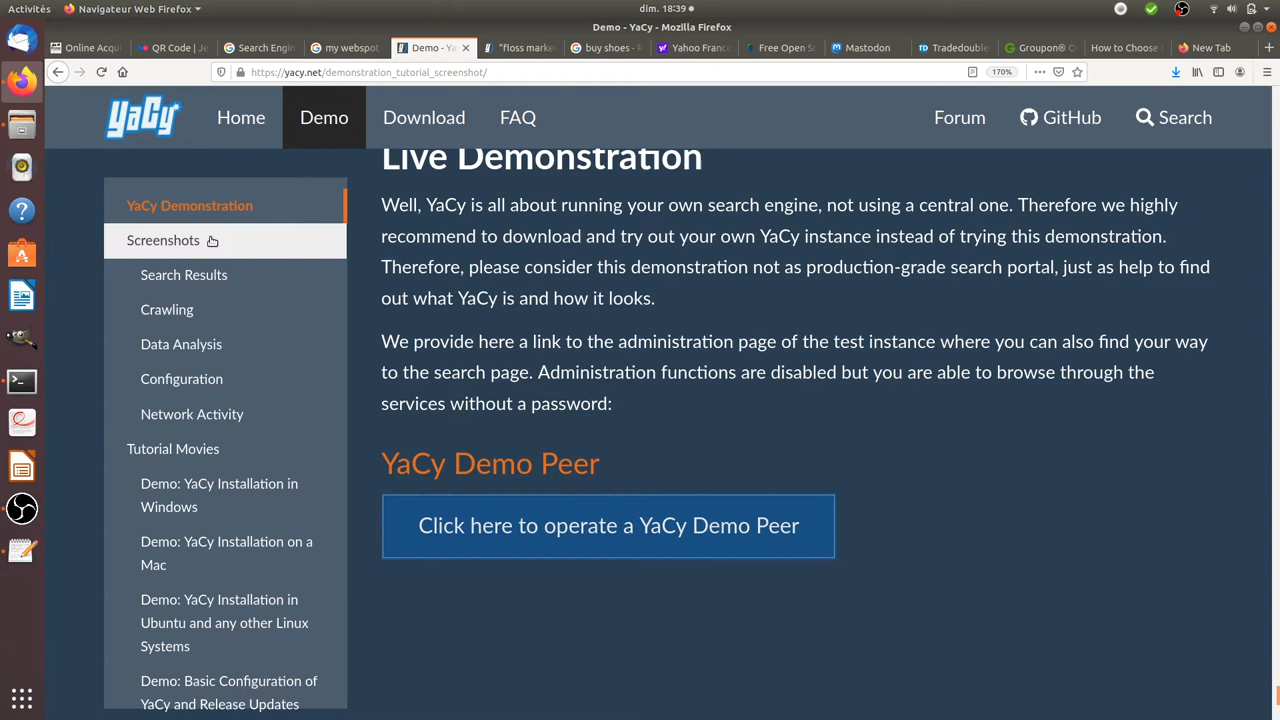 Activités
Navigateur Web Firefox
dim. 18:39
Demo - YaCy - Mozilla Firefox
Online Acqui
QR Code | Jé
Search Engin
my webspot
Demo - Ya
"floss marke
buy shoes - R
Yahoo France
Free Open S
Mastodon
Tradedouble
Groupon® O
How to Choose
New Tab
https://yacy.net/demonstration_tutorial_screenshot/
170%
YaCy
Home
Demo
Download
FAQ
Forum
GitHub
Search
YaCy Demonstration
Screenshots
Search Results
Crawling
Data Analysis
Configuration
Network Activity
Tutorial Movies
Demo: YaCy Installation in
Windows
Demo: YaCy Installation on a
Mac
Demo: YaCy Installation in
Ubuntu and any other Linux
Systems
Demo: Basic Configuration of
YaCy and Release Updates
Live Demonstration
Well, YaCy is all about running your own search engine, not using a central one. Therefore we highly
recommend to download and try out your own YaCy instance instead of trying this demonstration.
Therefore, please consider this demonstration not as production-grade search portal, just as help to find
out what YaCy is and how it looks.
We provide here a link to the administration page of the test instance where you can also find your way
to the search page. Administration functions are disabled but you are able to browse through the
services without a password:
YaCy Demo Peer
Click here to operate a YaCy Demo Peer